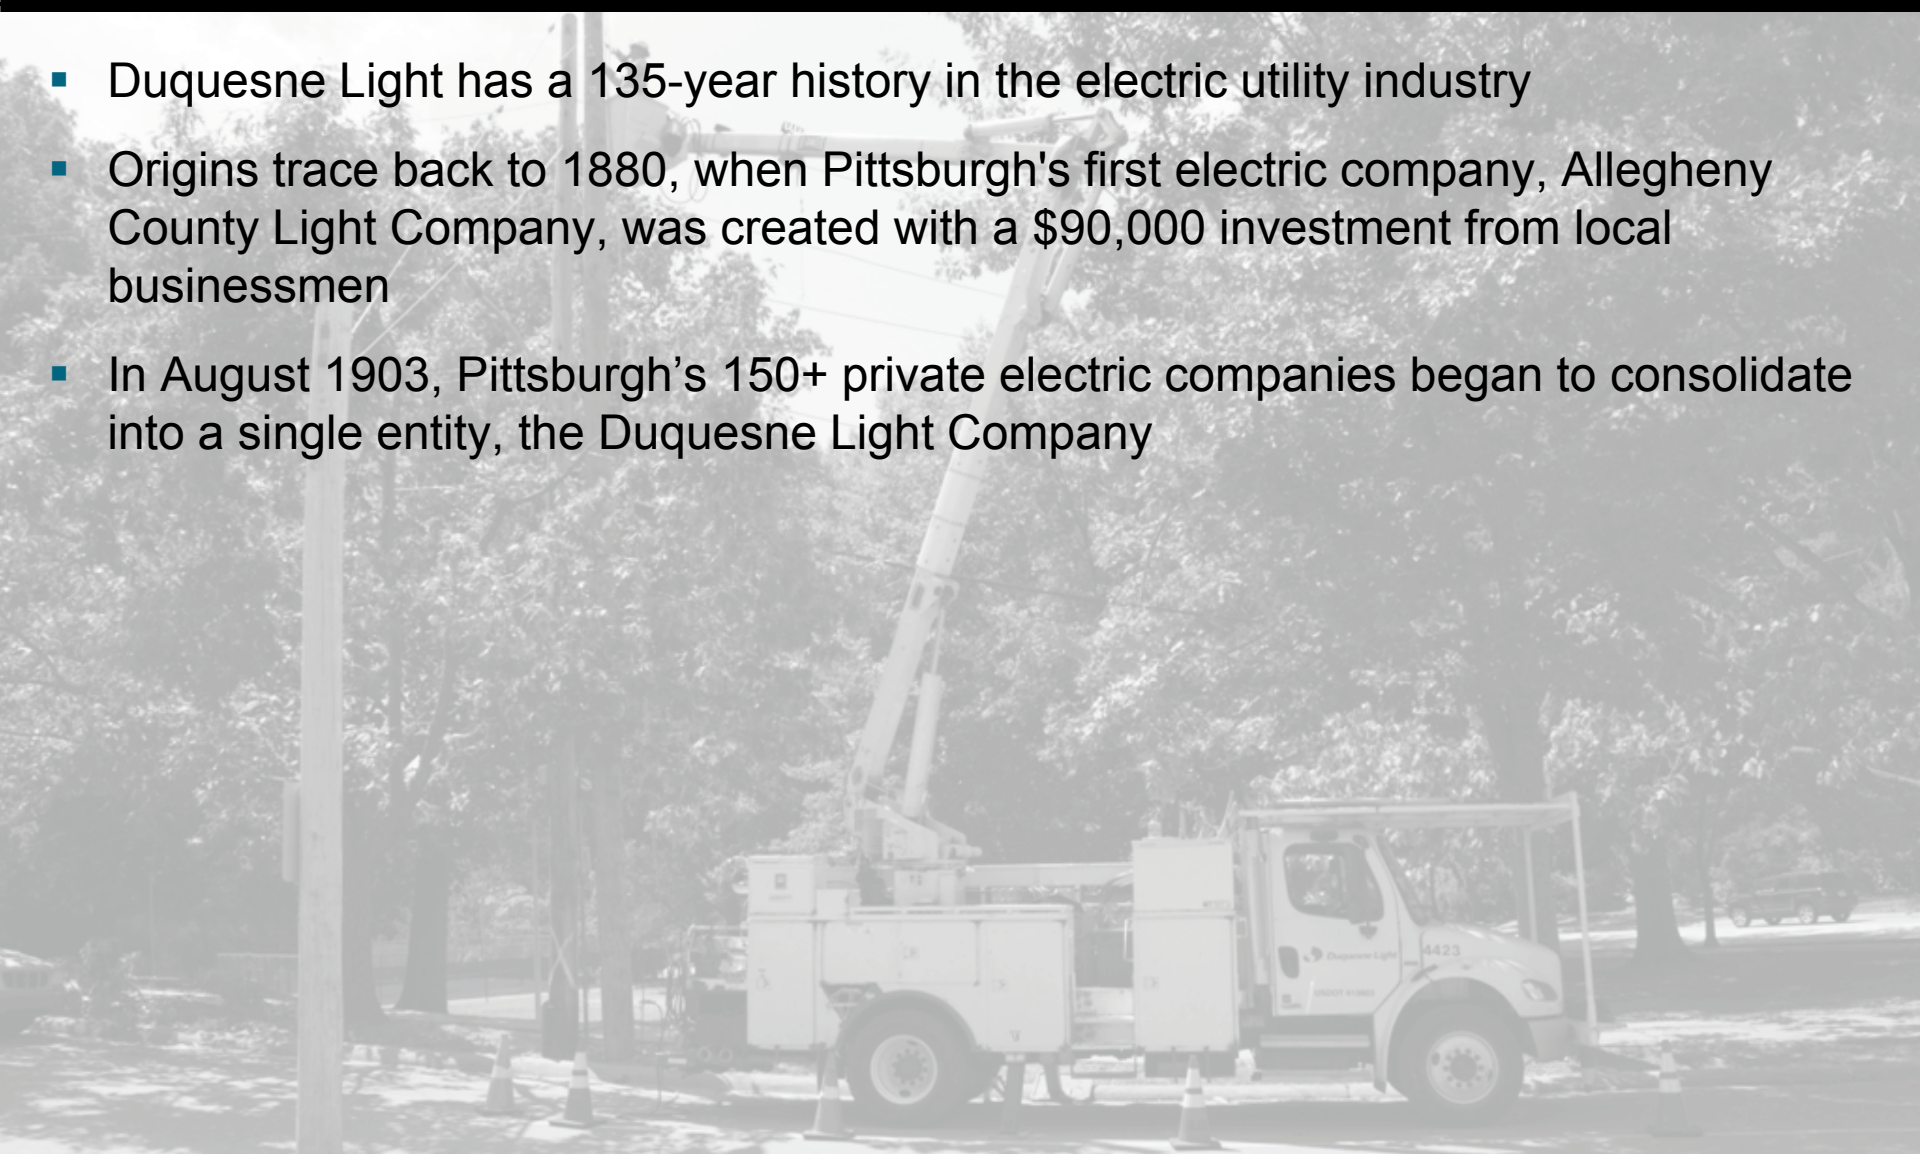 ▪ Duquesne Light has a 135-year history in the electric utility industry
▪ Origins trace back to 1880, when Pittsburgh's first electric company, Allegheny
County Light Company, was created with a $90,000 investment from local
businessmen
▪ In August 1903, Pittsburgh’s 150+ private electric companies began to consolidate
into a single entity, the Duquesne Light Company
Duquesne Light
4423